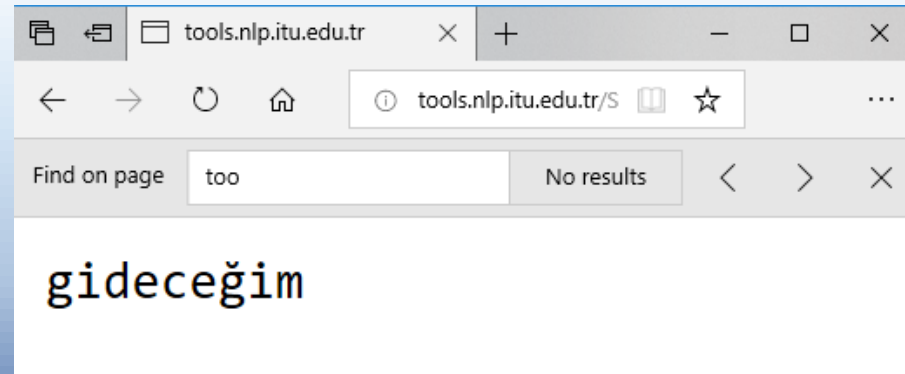 tools.nlp.itu.edu.tr
tools.nlp.itu.edu.tr/S
Find on page too No results
gideceğim